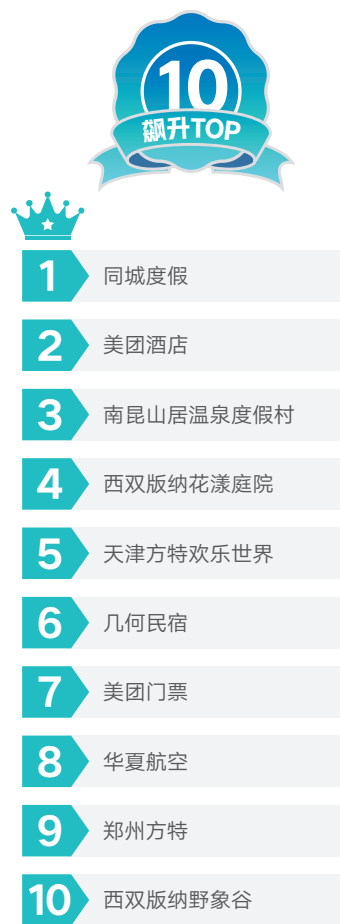 10
飙升TOP
1 同城度假
2 美团酒店
3 南昆山居温泉度假村
4 西双版纳花漾庭院
5 天津方特欢乐世界
6 几何民宿
7 美团门票
8 华夏航空
9 郑州方特
10 西双版纳野象谷